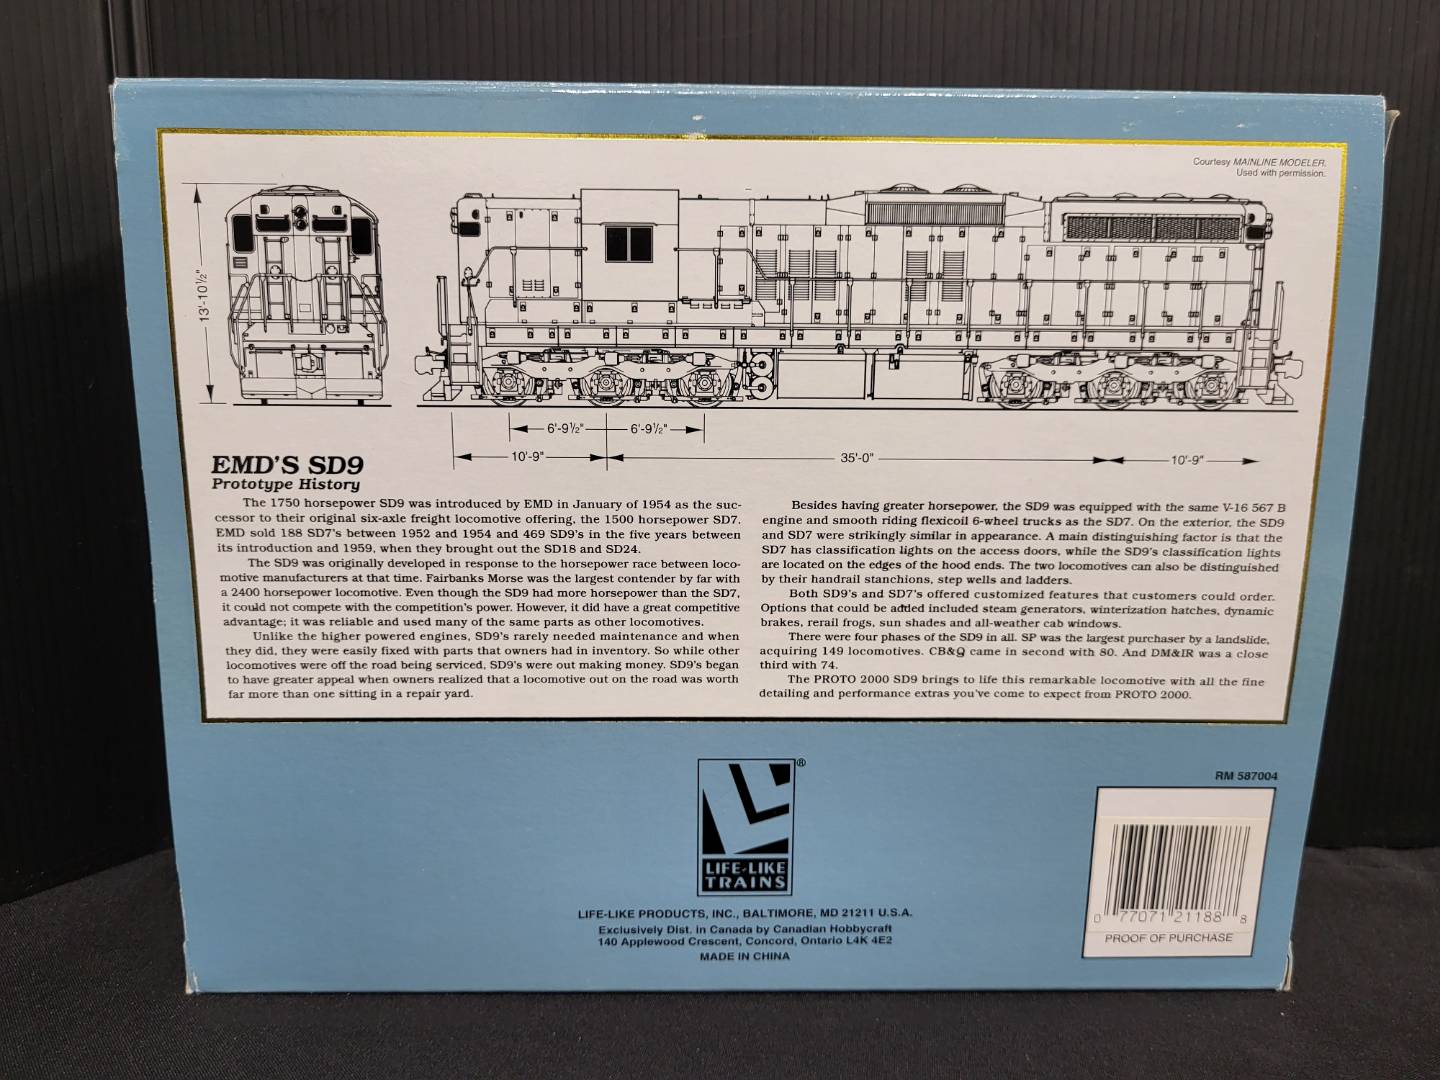 Courtesy MAINLINE MODELER.
Used with permission.
13'-10½"
6'-9½"
6'-9½"
10'-9"
35'-0"
10'-9"
EMD'S SD9
Prototype History
The 1750 horsepower SD9 was introduced by EMD in January of 1954 as the suc-
cessor to their original six-axle freight locomotive offering, the 1500 horsepower SD7.
EMD sold 188 SD7's between 1952 and 1954 and 469 SD9's in the five years between
its introduction and 1959, when they brought out the SD18 and SD24.
The SD9 was originally developed in response to the horsepower race between loco-
motive manufacturers at that time. Fairbanks Morse was the largest contender by far with
a 2400 horsepower locomotive. Even though the SD9 had more horsepower than the SD7,
it could not compete with the competition's power. However, it did have a great competitive
advantage; it was reliable and used many of the same parts as other locomotives.
Unlike the higher powered engines, SD9's rarely needed maintenance and when
they did, they were easily fixed with parts that owners had in inventory. So while other
locomotives were off the road being serviced, SD9's were out making money. SD9's began
to have greater appeal when owners realized that a locomotive out on the road was worth
far more than one sitting in a repair yard.
Besides having greater horsepower, the SD9 was equipped with the same V-16 567 B
engine and smooth riding flexicoil 6-wheel trucks as the SD7. On the exterior, the SD9
and SD7 were strikingly similar in appearance. A main distinguishing factor is that the
SD7 has classification lights on the access doors, while the SD9's classification lights
are located on the edges of the hood ends. The two locomotives can also be distinguished
by their handrail stanchions, step wells and ladders.
Both SD9's and SD7's offered customized features that customers could order.
Options that could be added included steam generators, winterization hatches, dynamic
brakes, rerail frogs, sun shades and all-weather cab windows.
There were four phases of the SD9 in all. SP was the largest purchaser by a landslide,
acquiring 149 locomotives. CB&Q came in second with 80. And DM&IR was a close
third with 74.
The PROTO 2000 SD9 brings to life this remarkable locomotive with all the fine
detailing and performance extras you've come to expect from PROTO 2000.
®
LIFE-LIKE
TRAINS
LIFE-LIKE PRODUCTS, INC., BALTIMORE, MD 21211 U.S.A.
Exclusively Dist. in Canada by Canadian Hobbycraft
140 Applewood Crescent, Concord, Ontario L4K 4E2
MADE IN CHINA
RM 587004
0 77071 21188 8
PROOF OF PURCHASE